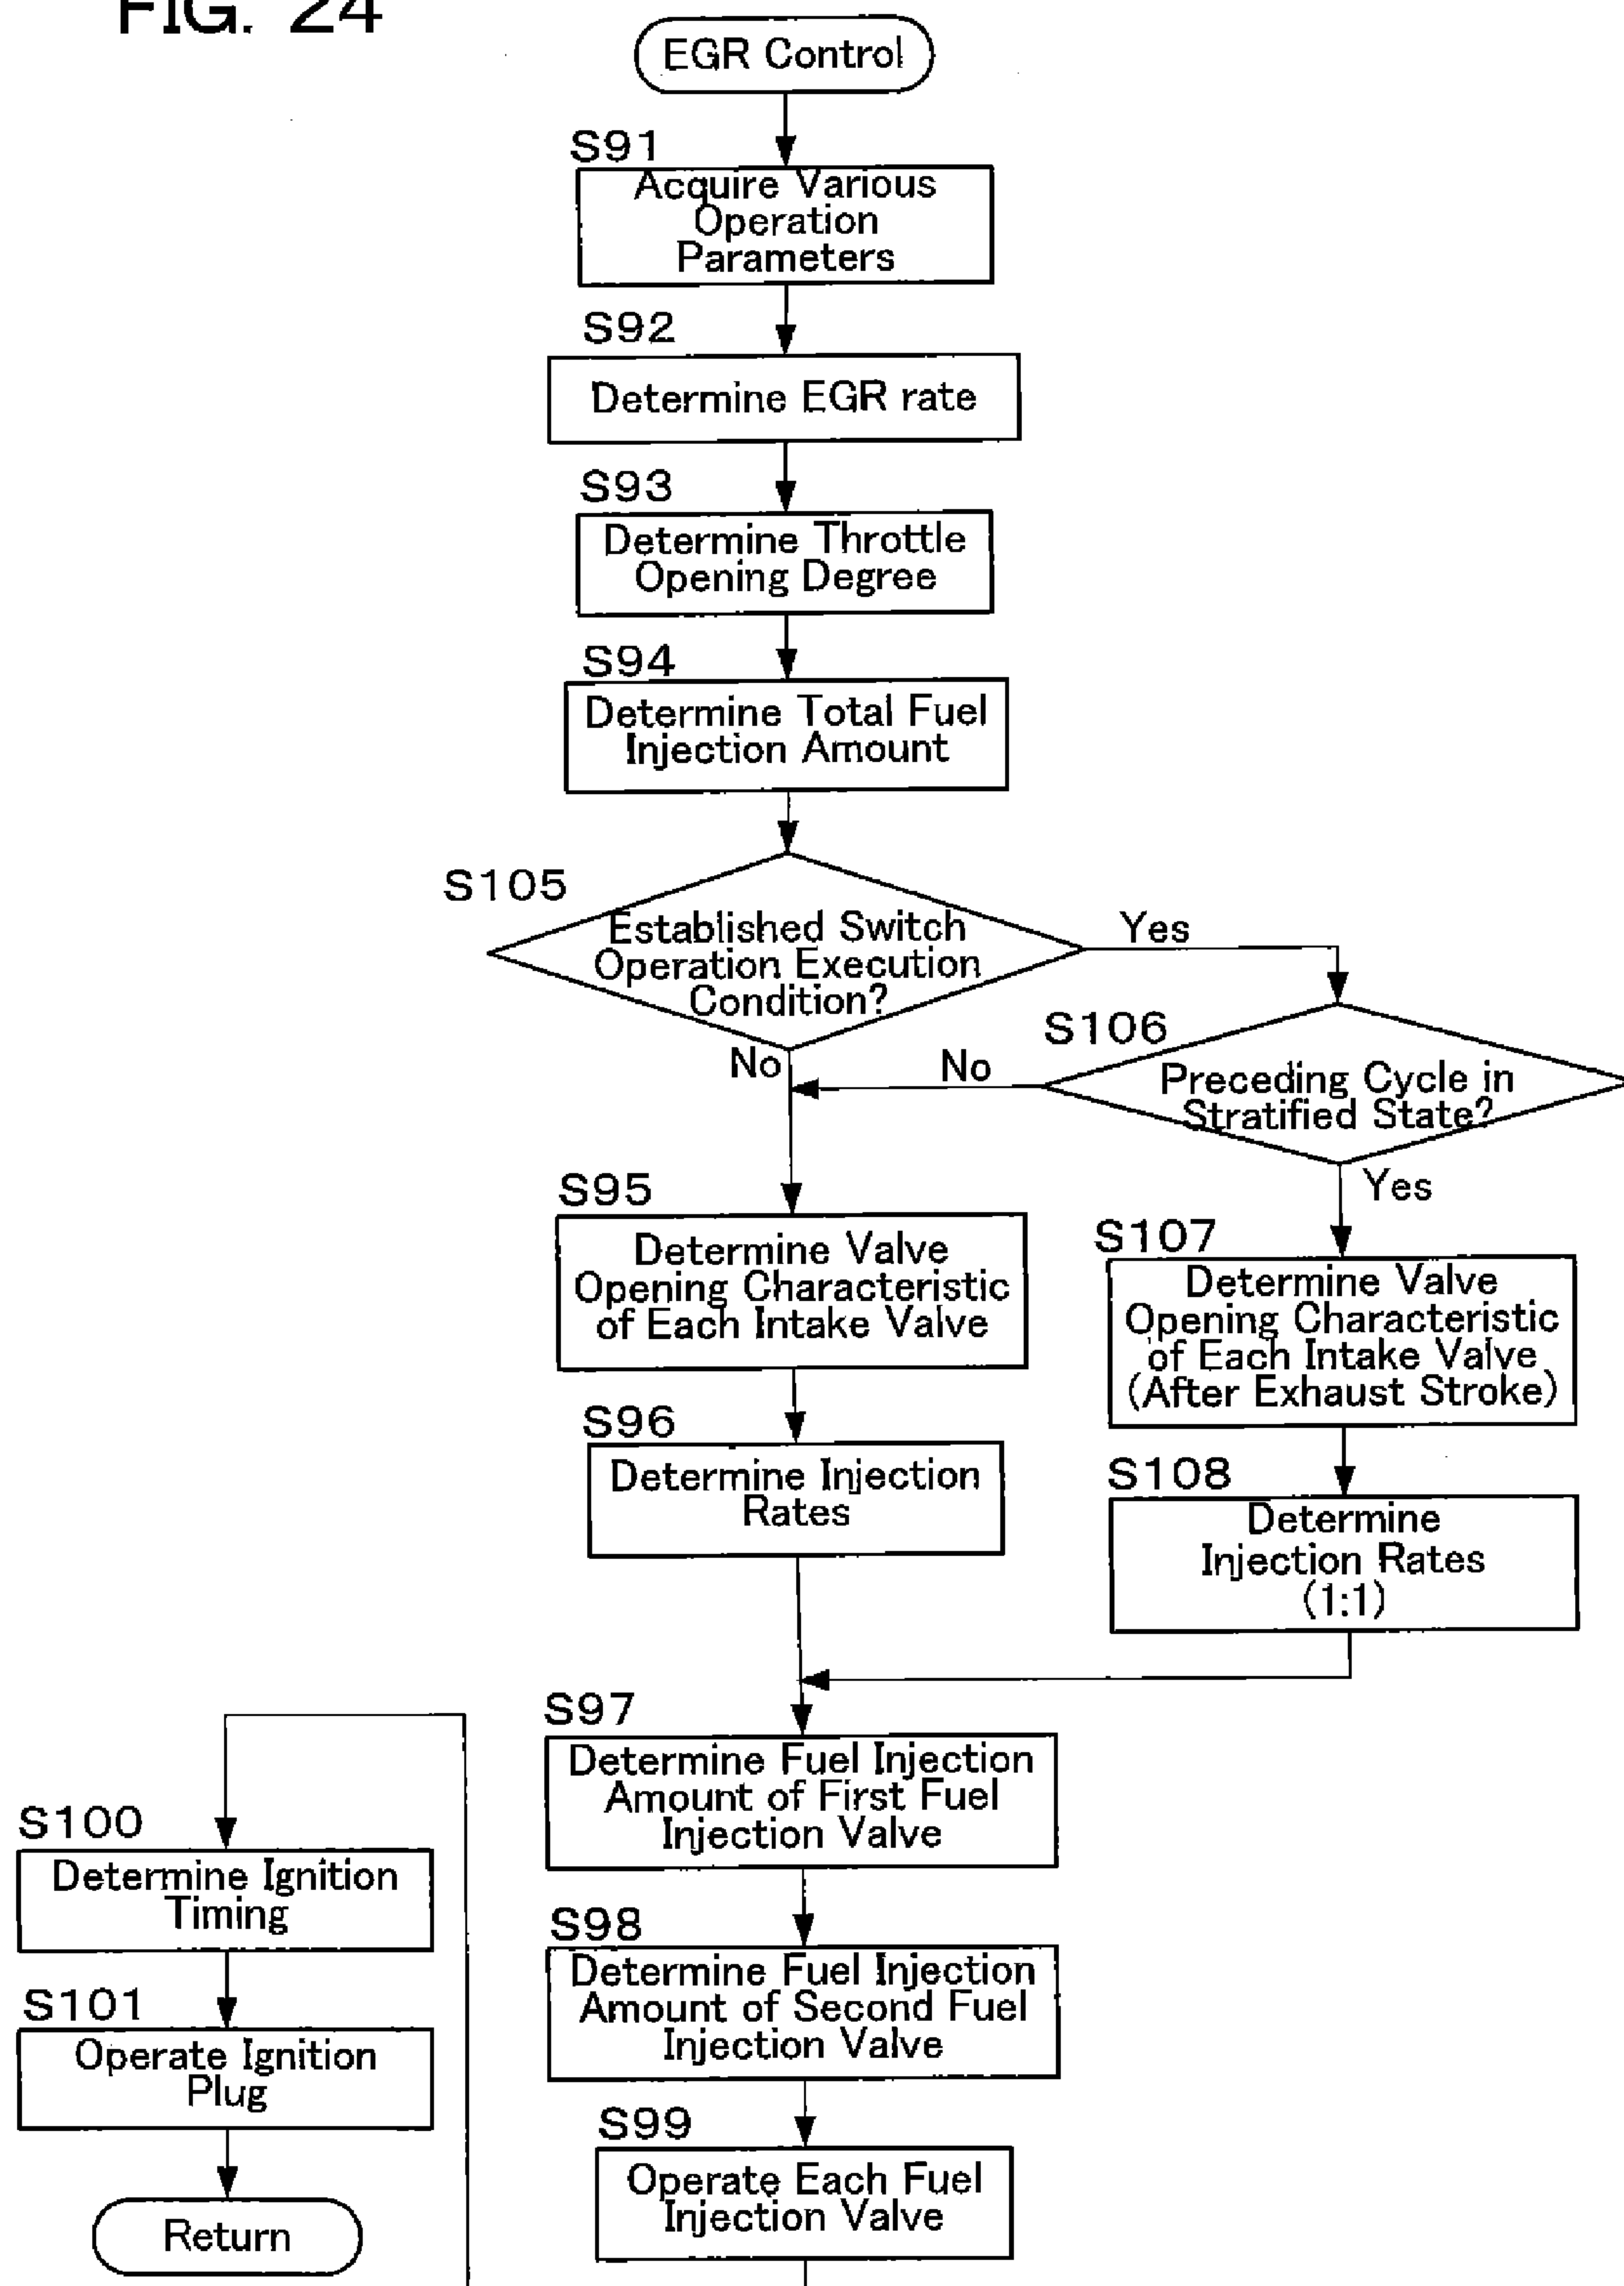 FIG. 24
EGR Control
S91
Acquire Various
Operation
Parameters
S92
Determine EGR rate
S93
Determine Throttle
Opening Degree
S94
Determine Total Fuel
Injection Amount
S105
Established Switch
Operation Execution
Condition?
Yes
No
S106
Preceding Cycle in
Stratified State?
No
Yes
S95
Determine Valve
Opening Characteristic
of Each Intake Valve
S96
Determine Injection
Rates
S107
Determine Valve
Opening Characteristic
of Each Intake Valve
(After Exhaust Stroke)
S108
Determine
Injection Rates
(1:1)
S97
Determine Fuel Injection
Amount of First Fuel
Injection Valve
S98
Determine Fuel Injection
Amount of Second Fuel
Injection Valve
S99
Operate Each Fuel
Injection Valve
S100
Determine Ignition
Timing
S101
Operate Ignition
Plug
Return